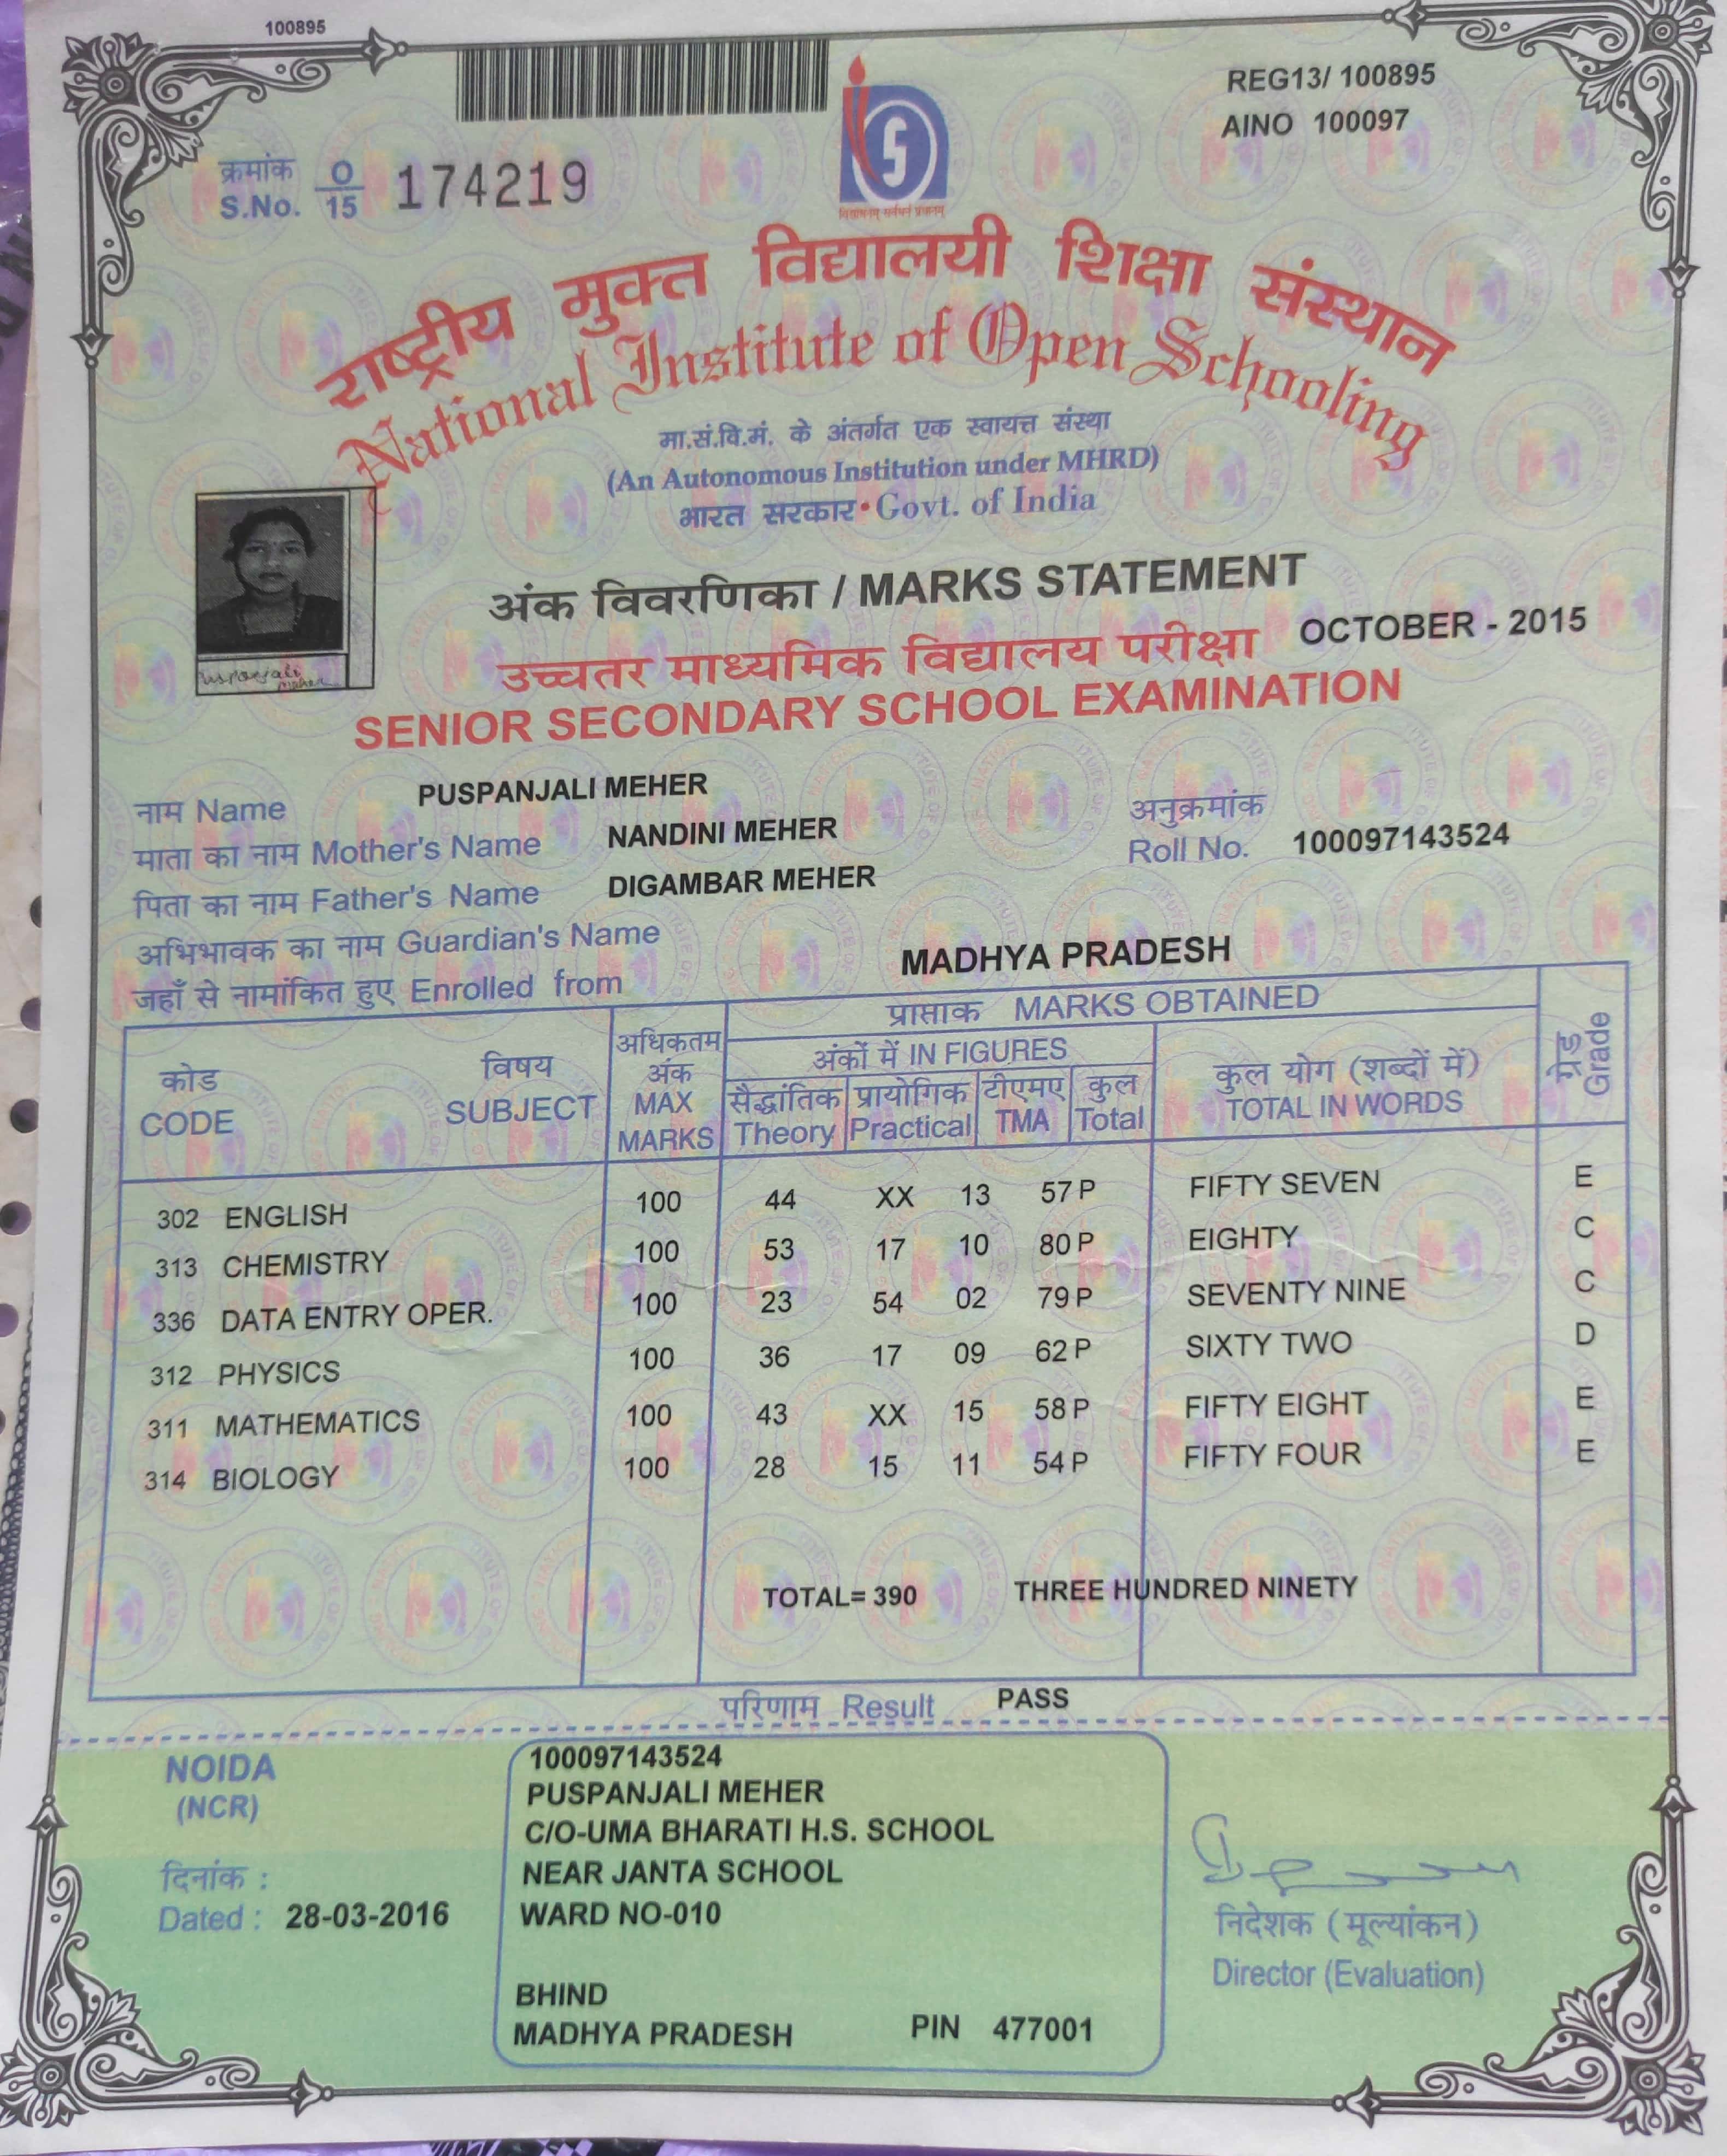 100895
REG13/ 100895
AINO 100097
क्रमांक O
S.No. 15 174219
राष्ट्रीय मुक्त विद्यालयी शिक्षा संस्थान
National Institute of Open Schooling
मा.सं.वि.मं. के अंतर्गत एक स्वायत्त संस्था
(An Autonomous Institution under MHRD)
भारत सरकार • Govt. of India
अंक विवरणिका / MARKS STATEMENT
उच्चतर माध्यमिक विद्यालय परीक्षा OCTOBER - 2015
SENIOR SECONDARY SCHOOL EXAMINATION
Puspanjali
Meher
नाम Name PUSPANJALI MEHER
माता का नाम Mother's Name NANDINI MEHER
अनुक्रमांक
Roll No. 100097143524
पिता का नाम Father's Name DIGAMBAR MEHER
अभिभावक का नाम Guardian's Name
जहाँ से नामांकित हुए Enrolled from MADHYA PRADESH
कोड
CODE
विषय
SUBJECT
अधिकतम
अंक
MAX
MARKS
प्राप्तांक MARKS OBTAINED
अंकों में IN FIGURES
सैद्धांतिक प्रायोगिक टीएमए कुल
Theory Practical TMA Total
कुल योग (शब्दों में)
TOTAL IN WORDS
ग्रेड
Grade
302 ENGLISH 100 44 XX 13 57 P FIFTY SEVEN E
313 CHEMISTRY 100 53 17 10 80 P EIGHTY C
336 DATA ENTRY OPER. 100 23 54 02 79 P SEVENTY NINE C
312 PHYSICS 100 36 17 09 62 P SIXTY TWO D
311 MATHEMATICS 100 43 XX 15 58 P FIFTY EIGHT E
314 BIOLOGY 100 28 15 11 54 P FIFTY FOUR E
TOTAL= 390 THREE HUNDRED NINETY
परिणाम Result PASS
NOIDA
(NCR)
दिनांक :
Dated : 28-03-2016
100097143524
PUSPANJALI MEHER
C/O-UMA BHARATI H.S. SCHOOL
NEAR JANTA SCHOOL
WARD NO-010
BHIND
MADHYA PRADESH PIN 477001
निदेशक (मूल्यांकन)
Director (Evaluation)